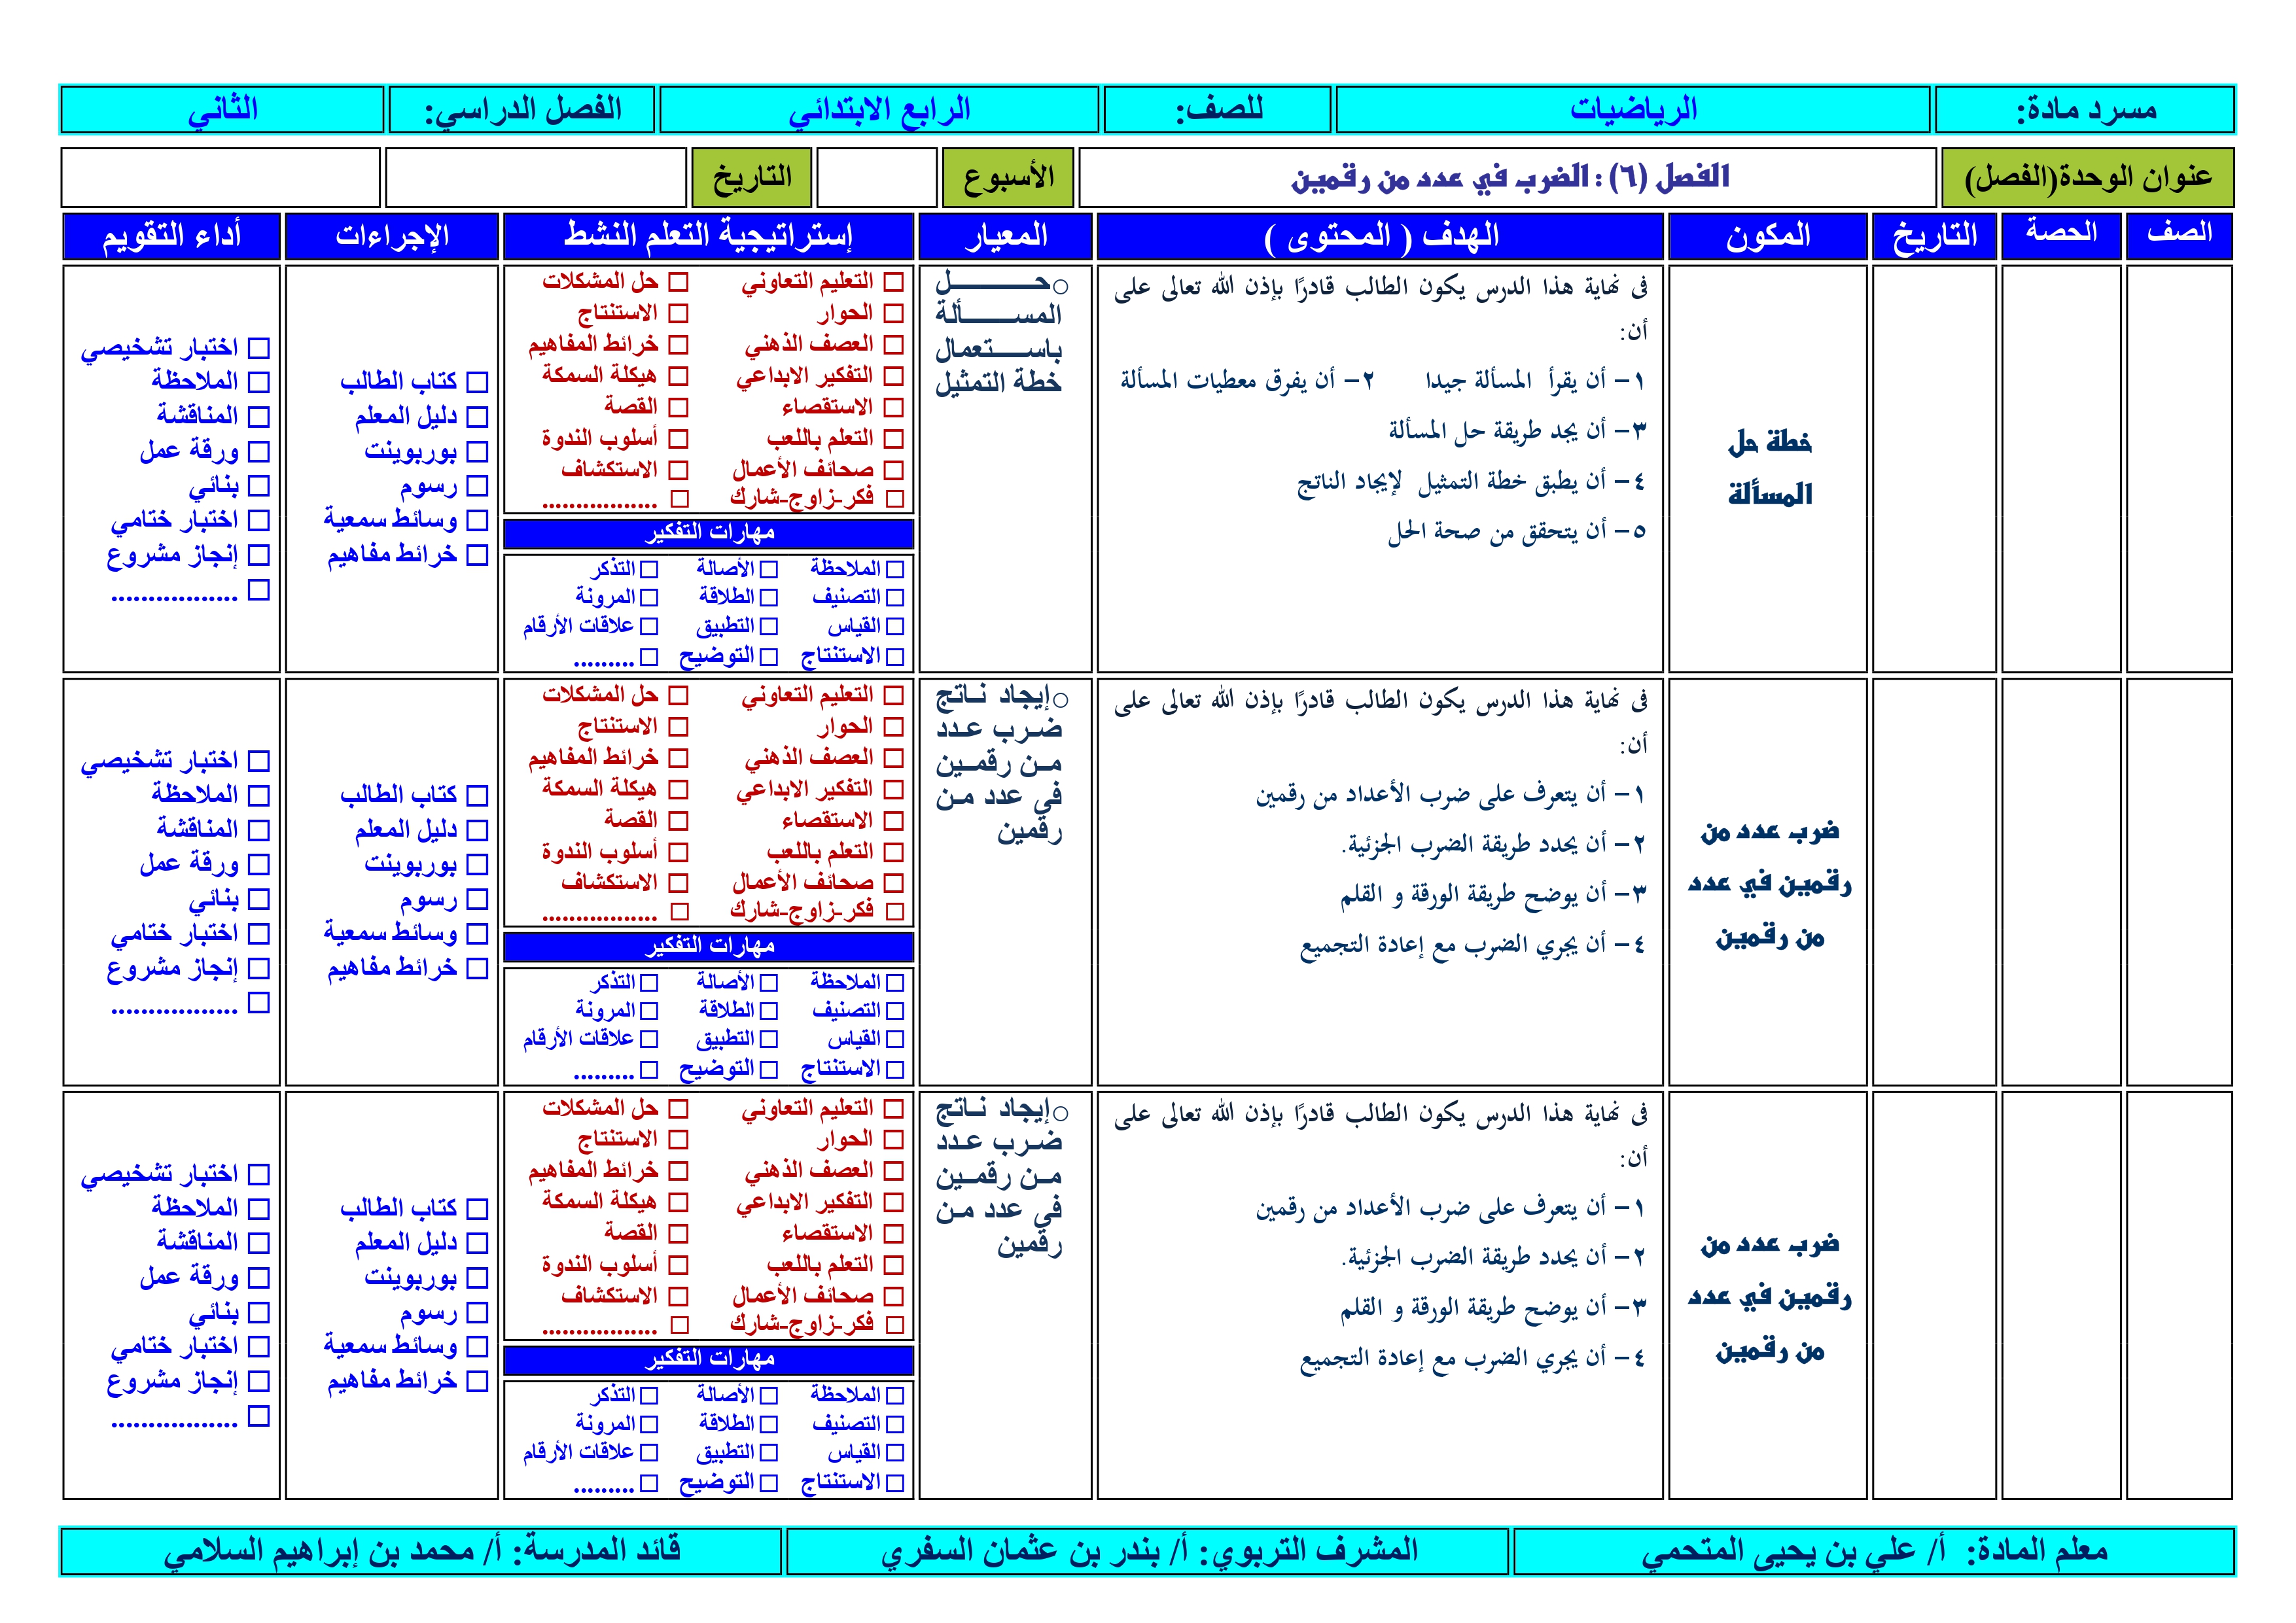 مسرد مادة: الرياضيات للصف: الرابع الابتدائي الفصل الدراسي: الثاني
عنوان الوحدة(الفصل) الفصل (٦) : الضرب في عدد من رقمين الأسبوع التاريخ
الصف الحصة التاريخ المكون الهدف ( المحتوى ) المعيار إستراتيجية التعلم النشط الإجراءات أداء التقويم
خطة حل
المسألة
فى نهاية هذا الدرس يكون الطالب قادرًا بإذن الله تعالى على
أن:
١- أن يقرأ المسألة جيدا ٢- أن يفرق معطيات المسألة
٣- أن يجد طريقة حل المسألة
٤- أن يطبق خطة التمثيل لإيجاد الناتج
٥- أن يتحقق من صحة الحل
○حل
المسألة
باستعمال
خطة التمثيل
□ التعليم التعاوني □ حل المشكلات
□ الحوار □ الاستنتاج
□ العصف الذهني □ خرائط المفاهيم
□ التفكير الابداعي □ هيكلة السمكة
□ الاستقصاء □ القصة
□ التعلم باللعب □ أسلوب الندوة
□ صحائف الأعمال □ الاستكشاف
□ فكر-زاوج-شارك □ .................
مهارات التفكير
□ الملاحظة □ الأصالة □ التذكر
□ التصنيف □ الطلاقة □ المرونة
□ القياس □ التطبيق □ علاقات الأرقام
□ الاستنتاج □ التوضيح □ .........
□ كتاب الطالب
□ دليل المعلم
□ بوربوينت
□ رسوم
□ وسائط سمعية
□ خرائط مفاهيم
□ اختبار تشخيصي
□ الملاحظة
□ المناقشة
□ ورقة عمل
□ بنائي
□ اختبار ختامي
□ إنجاز مشروع
□ .................
ضرب عدد من
رقمين في عدد
من رقمين
فى نهاية هذا الدرس يكون الطالب قادرًا بإذن الله تعالى على
أن:
١- أن يتعرف على ضرب الأعداد من رقمين
٢- أن يحدد طريقة الضرب الجزئية.
٣- أن يوضح طريقة الورقة و القلم
٤- أن يجري الضرب مع إعادة التجميع
○إيجاد ناتج
ضرب عدد
من رقمين
في عدد من
رقمين
□ التعليم التعاوني □ حل المشكلات
□ الحوار □ الاستنتاج
□ العصف الذهني □ خرائط المفاهيم
□ التفكير الابداعي □ هيكلة السمكة
□ الاستقصاء □ القصة
□ التعلم باللعب □ أسلوب الندوة
□ صحائف الأعمال □ الاستكشاف
□ فكر-زاوج-شارك □ .................
مهارات التفكير
□ الملاحظة □ الأصالة □ التذكر
□ التصنيف □ الطلاقة □ المرونة
□ القياس □ التطبيق □ علاقات الأرقام
□ الاستنتاج □ التوضيح □ .........
□ كتاب الطالب
□ دليل المعلم
□ بوربوينت
□ رسوم
□ وسائط سمعية
□ خرائط مفاهيم
□ اختبار تشخيصي
□ الملاحظة
□ المناقشة
□ ورقة عمل
□ بنائي
□ اختبار ختامي
□ إنجاز مشروع
□ .................
ضرب عدد من
رقمين في عدد
من رقمين
فى نهاية هذا الدرس يكون الطالب قادرًا بإذن الله تعالى على
أن:
١- أن يتعرف على ضرب الأعداد من رقمين
٢- أن يحدد طريقة الضرب الجزئية.
٣- أن يوضح طريقة الورقة و القلم
٤- أن يجري الضرب مع إعادة التجميع
○إيجاد ناتج
ضرب عدد
من رقمين
في عدد من
رقمين
□ التعليم التعاوني □ حل المشكلات
□ الحوار □ الاستنتاج
□ العصف الذهني □ خرائط المفاهيم
□ التفكير الابداعي □ هيكلة السمكة
□ الاستقصاء □ القصة
□ التعلم باللعب □ أسلوب الندوة
□ صحائف الأعمال □ الاستكشاف
□ فكر-زاوج-شارك □ .................
مهارات التفكير
□ الملاحظة □ الأصالة □ التذكر
□ التصنيف □ الطلاقة □ المرونة
□ القياس □ التطبيق □ علاقات الأرقام
□ الاستنتاج □ التوضيح □ .........
□ كتاب الطالب
□ دليل المعلم
□ بوربوينت
□ رسوم
□ وسائط سمعية
□ خرائط مفاهيم
□ اختبار تشخيصي
□ الملاحظة
□ المناقشة
□ ورقة عمل
□ بنائي
□ اختبار ختامي
□ إنجاز مشروع
□ .................
معلم المادة: أ/ علي بن يحيى المتحمي المشرف التربوي: أ/ بندر بن عثمان السفري قائد المدرسة: أ/ محمد بن إبراهيم السلامي